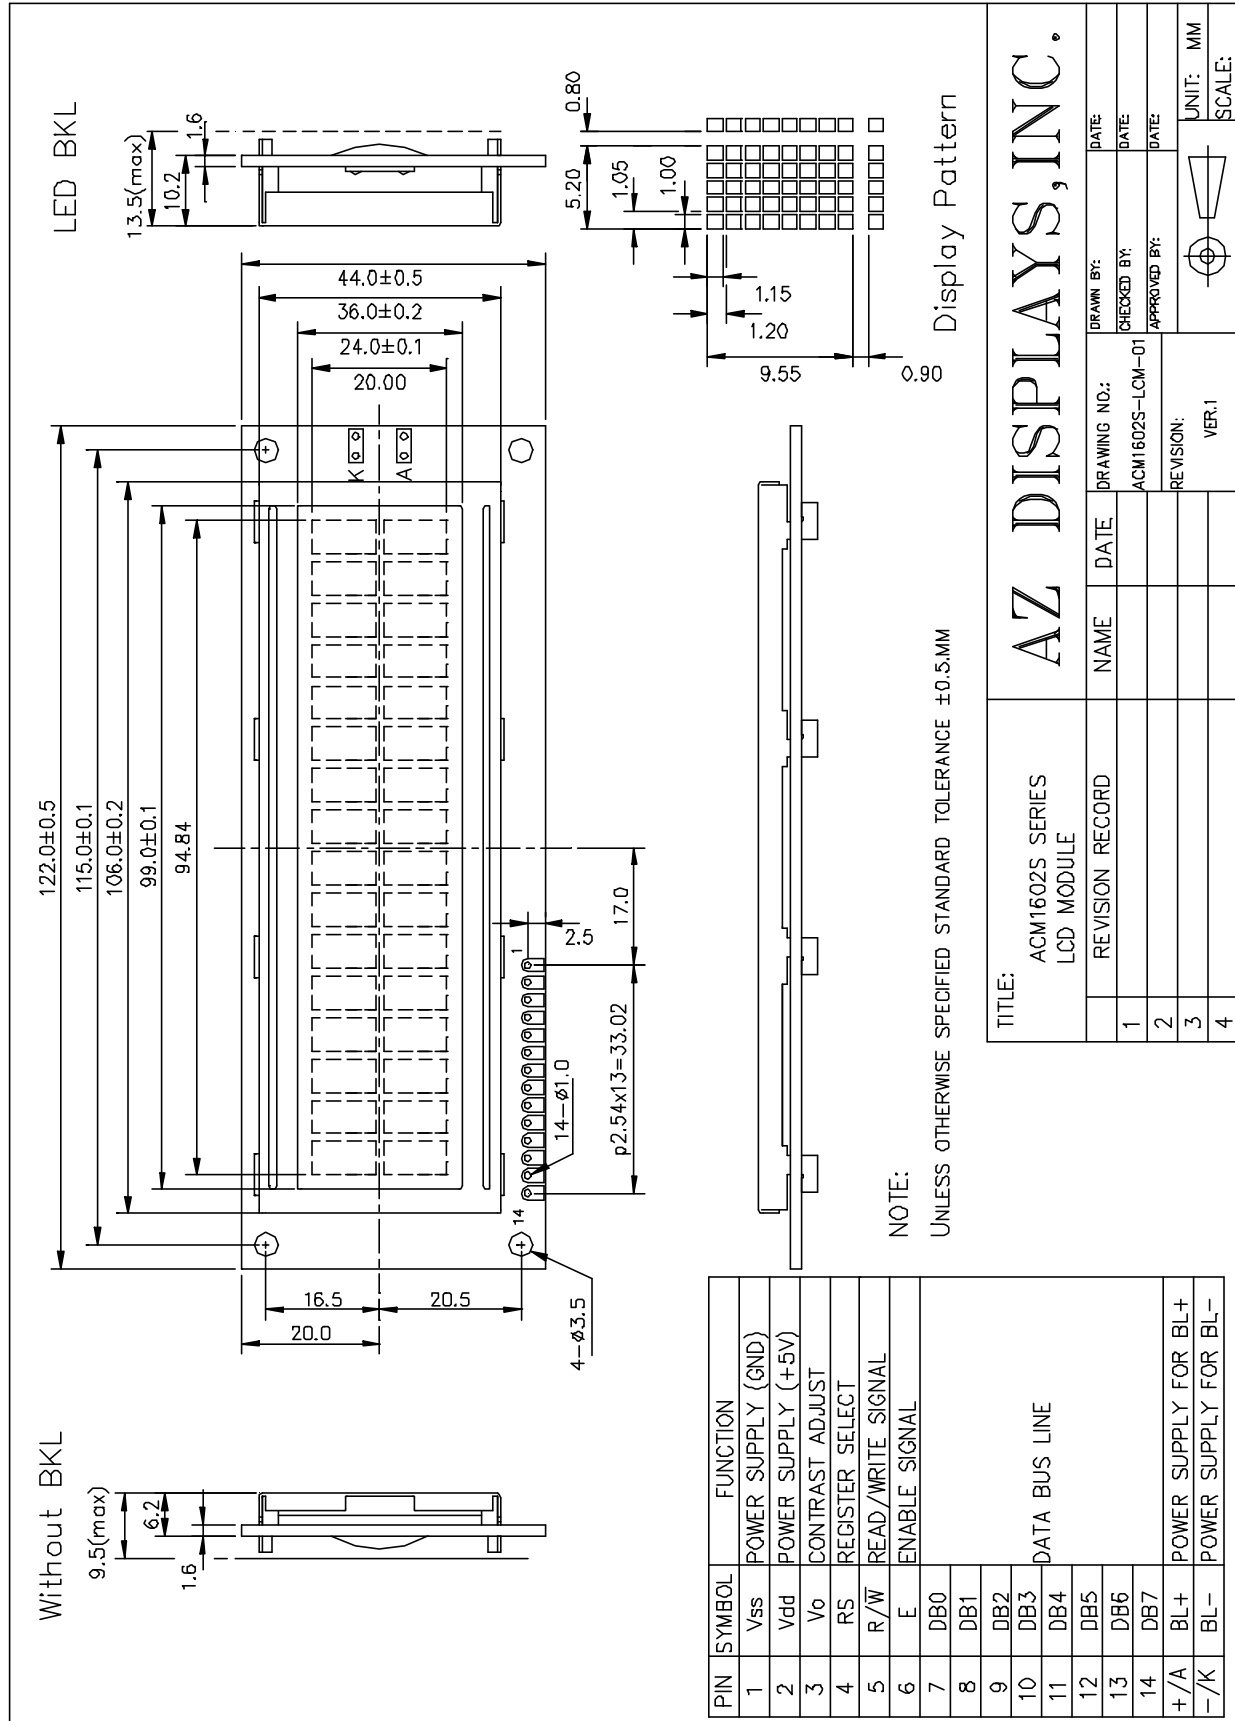 Without BKL
9.5(max)
6.2
1.6
122.0±0.5
115.0±0.1
106.0±0.2
99.0±0.1
94.84
16.5
20.5
20.0
4-ø3.5
14
14-ø1.0
p2.54x13=33.02
1
2.5
17.0
K
A
44.0±0.5
36.0±0.2
24.0±0.1
20.00
LED BKL
13.5(max)
10.2
1.6
5.20
0.80
1.05
1.00
1.15
1.20
9.55
0.90
Display Pattern
PIN SYMBOL FUNCTION
1 Vss POWER SUPPLY (GND)
2 Vdd POWER SUPPLY (+5V)
3 Vo CONTRAST ADJUST
4 RS REGISTER SELECT
5 R/W̅ READ/WRITE SIGNAL
6 E ENABLE SIGNAL
7 DB0
8 DB1
9 DB2
10 DB3
DATA BUS LINE
11 DB4
12 DB5
13 DB6
14 DB7
+/A BL+ POWER SUPPLY FOR BL+
-/K BL- POWER SUPPLY FOR BL-
NOTE:
UNLESS OTHERWISE SPECIFIED STANDARD TOLERANCE ±0.5.MM
TITLE:
ACM1602S SERIES
LCD MODULE
AZ DISPLAYS,INC.
REVISION RECORD NAME DATE
1
2
3
4
DRAWING NO.:
ACM1602S-LCM-01
REVISION:
VER.1
DRAWN BY: DATE:
CHECKED BY: DATE:
APPROVED BY: DATE:
UNIT: MM
SCALE: